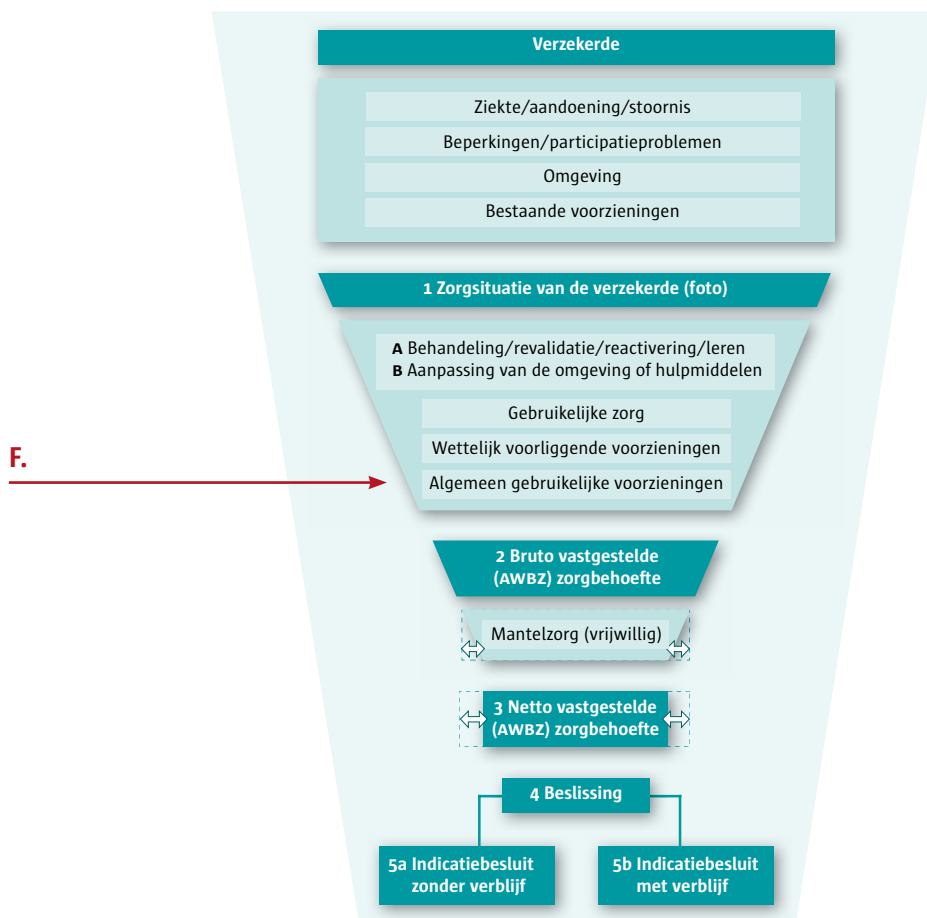 Verzekerde
Ziekte/aandoening/stoornis
Beperkingen/participatieproblemen
Omgeving
Bestaande voorzieningen
1 Zorgsituatie van de verzekerde (foto)
A Behandeling/revalidatie/reactivering/leren
B Aanpassing van de omgeving of hulpmiddelen
Gebruikelijke zorg
Wettelijk voorliggende voorzieningen
F.
Algemeen gebruikelijke voorzieningen
2 Bruto vastgestelde
(AWBZ) zorgbehoefte
Mantelzorg (vrijwillig)
3 Netto vastgestelde
(AWBZ) zorgbehoefte
4 Beslissing
5a Indicatiebesluit
zonder verblijf
5b Indicatiebesluit
met verblijf